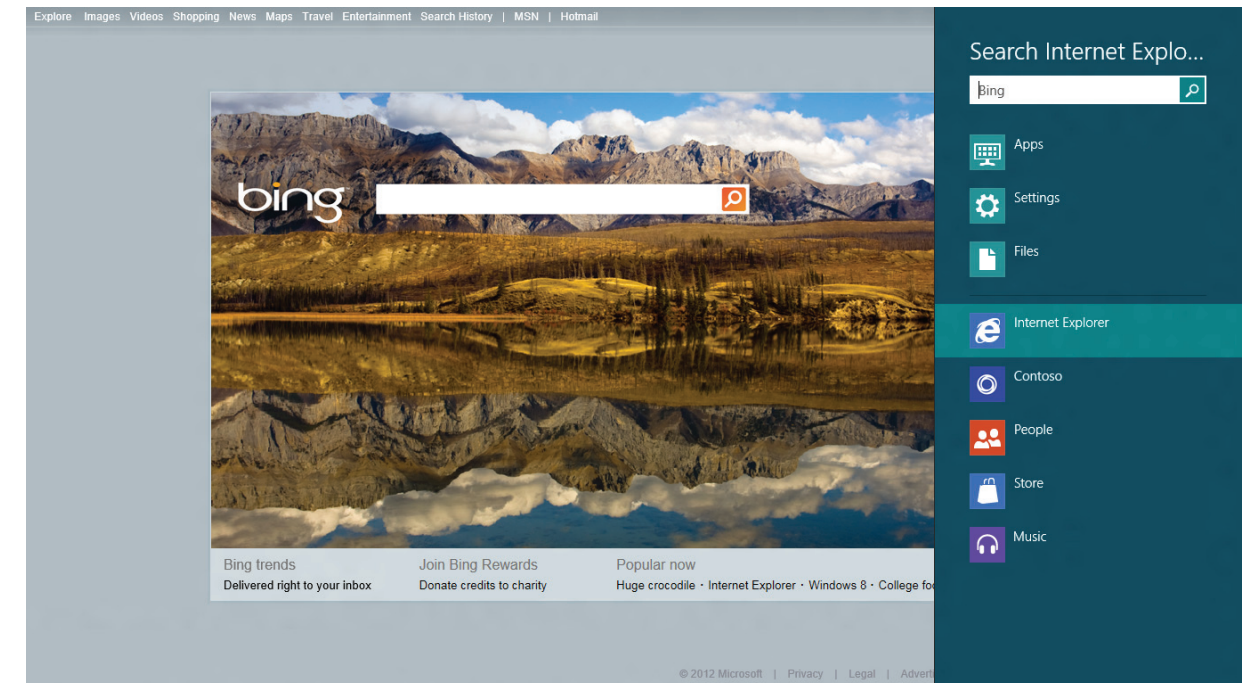 Explore Images Videos Shopping News Maps Travel Entertainment Search History | MSN | Hotmail
bing
Bing trends
Delivered right to your inbox
Join Bing Rewards
Donate credits to charity
Popular now
Huge crocodile · Internet Explorer · Windows 8 · College fo
© 2012 Microsoft | Privacy | Legal | Adverti
Search Internet Explo...
Bing
Apps
Settings
Files
Internet Explorer
Contoso
People
Store
Music